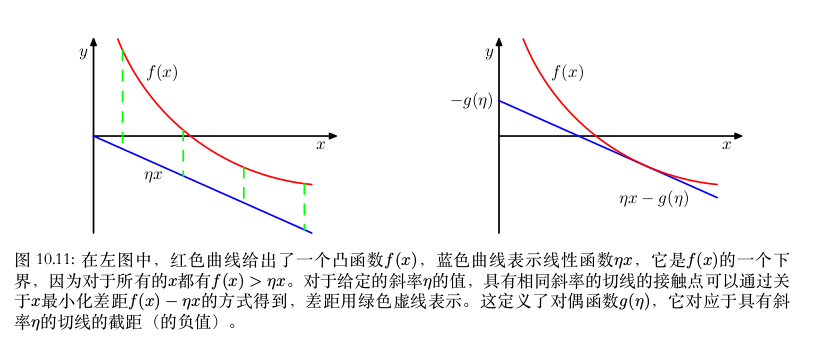 y
f(x)
x
ηx
y
f(x)
−g(η)
x
ηx − g(η)
图 10.11: 在左图中，红色曲线给出了一个凸函数f(x)，蓝色曲线表示线性函数ηx，它是f(x)的一个下
界，因为对于所有的x都有f(x) > ηx。对于给定的斜率η的值，具有相同斜率的切线的接触点可以通过关
于x最小化差距f(x) − ηx的方式得到，差距用绿色虚线表示。这定义了对偶函数g(η)，它对应于具有斜
率η的切线的截距（的负值）。